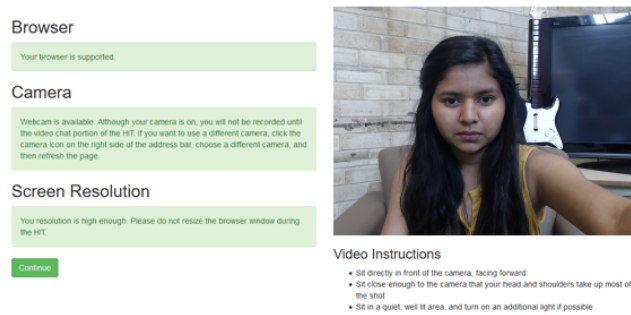 Browser
Your browser is supported.
Camera
Webcam is available. Although your camera is on, you will not be recorded until
the video chat portion of the HIT. If you want to use a different camera, click the
camera icon on the right side of the address bar, choose a different camera, and
then refresh the page.
Screen Resolution
You resolution is high enough. Please do not resize the browser window during
the HIT.
Continue
Video Instructions
• Sit directly in front of the camera, facing forward
• Sit close enough to the camera that your head and shoulders take up most of
the shot
• Sit in a quiet, well lit area, and turn on an additional light if possible